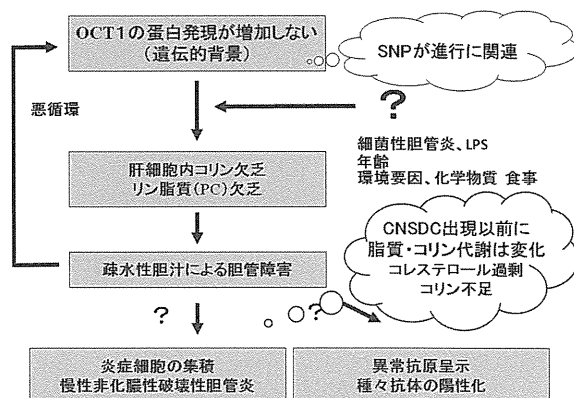 OCT1の蛋白発現が増加しない
(遺伝的背景)
SNPが進行に関連
悪循環
?
細菌性胆管炎、LPS
年齢
環境要因、化学物質 食事
肝細胞内コリン欠乏
リン脂質(PC)欠乏
CNSDC出現以前に
脂質・コリン代謝は変化
コレステロール過剰
コリン不足
疎水性胆汁による胆管障害
?
?
炎症細胞の集積
慢性非化膿性破壊性胆管炎
異常抗原呈示
種々抗体の陽性化